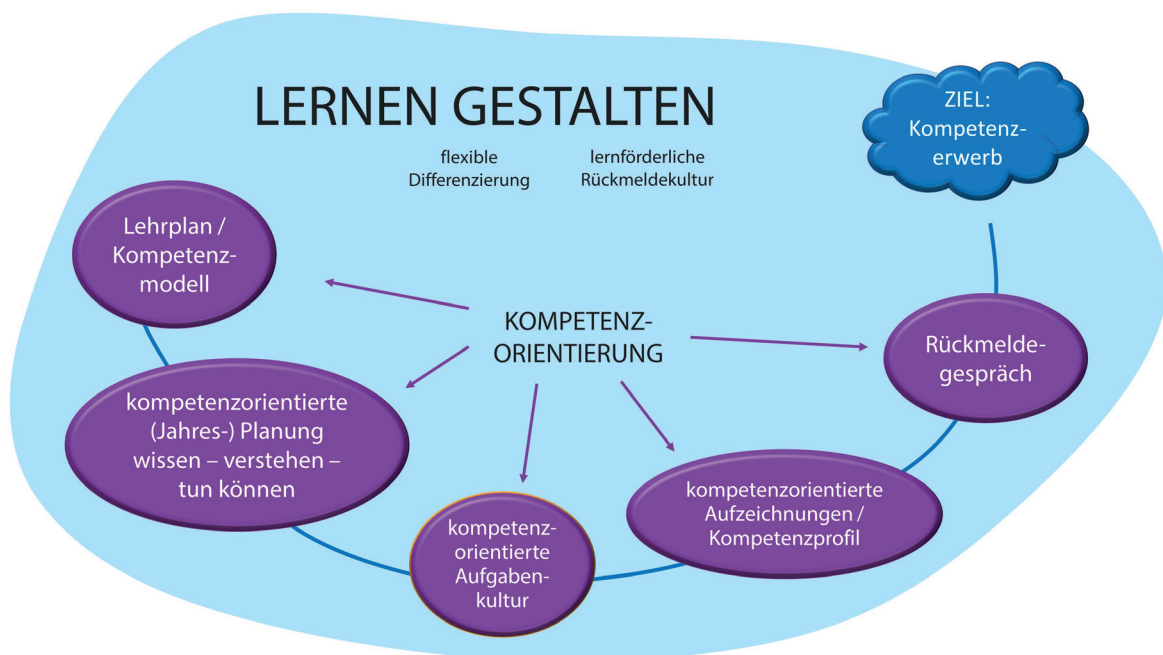 LERNEN GESTALTEN
flexible
Differenzierung
lernförderliche
Rückmeldekultur
ZIEL:
Kompetenz-
erwerb
Lehrplan /
Kompetenz-
modell
KOMPETENZ-
ORIENTIERUNG
Rückmelde-
gespräch
kompetenzorientierte
(Jahres-) Planung
wissen – verstehen –
tun können
kompetenz-
orientierte
Aufgaben-
kultur
kompetenzorientierte
Aufzeichnungen /
Kompetenzprofil